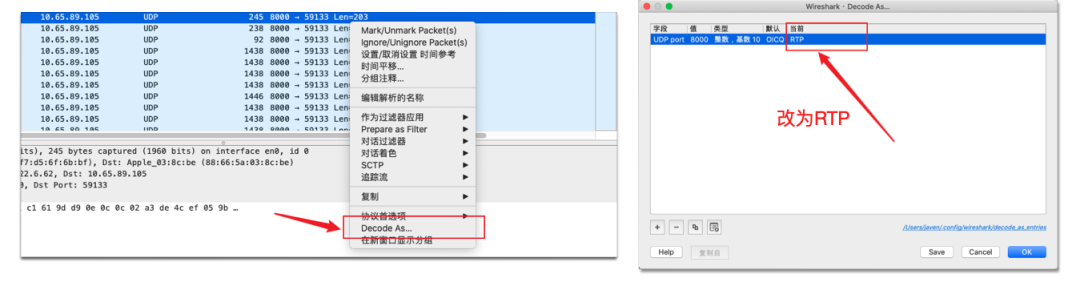 10.65.89.105 UDP 245 8000 → 59133 Len=203
10.65.89.105 UDP 238 8000 → 59133 Len
10.65.89.105 UDP 92 8000 → 59133 Len
10.65.89.105 UDP 1438 8000 → 59133 Len
10.65.89.105 UDP 1438 8000 → 59133 Len
10.65.89.105 UDP 1438 8000 → 59133 Len
10.65.89.105 UDP 1438 8000 → 59133 Len
10.65.89.105 UDP 1446 8000 → 59133 Len
10.65.89.105 UDP 1438 8000 → 59133 Len
10.65.89.105 UDP 1438 8000 → 59133 Len
its), 245 bytes captured (1960 bits) on interface en0, id 0
f7:d5:6f:6b:bf), Dst: Apple_03:8c:be (88:66:5a:03:8c:be)
22.6.62, Dst: 10.65.89.105
, Dst Port: 59133
c1 61 9d d9 0e 0c 0c 02 a3 de 4c ef 05 9b …
Mark/Unmark Packet(s)
Ignore/Unignore Packet(s)
设置/取消设置 时间参考
时间平移...
分组注释...
编辑解析的名称
作为过滤器应用
Prepare as Filter
对话过滤器
对话着色
SCTP
追踪流
复制
协议首选项
Decode As...
在新窗口显示分组
Wireshark · Decode As...
字段 值 类型 默认 当前
UDP port 8000 整数，基数 10 OICQ RTP
改为RTP
/Users/javen/.config/wireshark/decode_as_entries
Help 复制自 Save Cancel OK